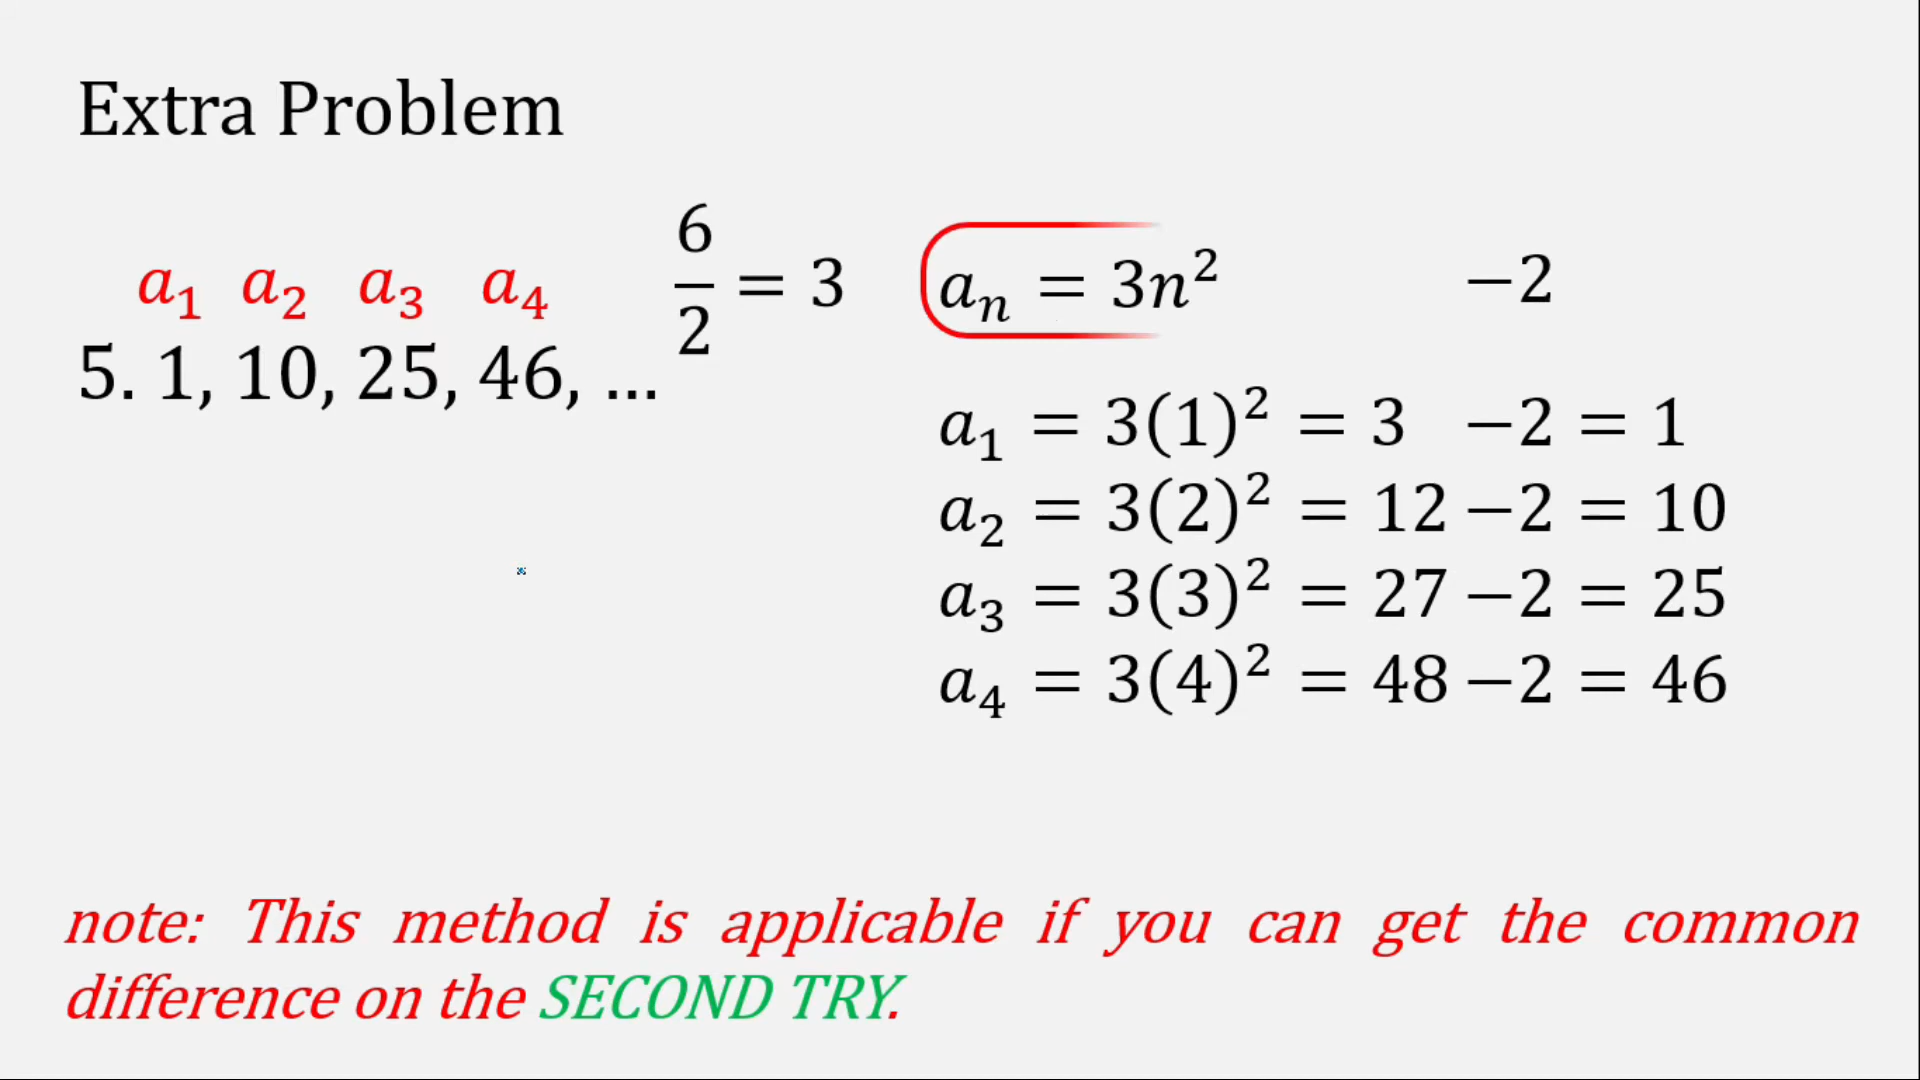 Extra Problem
a₁ a₂ a₃ a₄
5. 1, 10, 25, 46, ...
6/2 = 3
aₙ = 3n² −2
a₁ = 3(1)² = 3 −2 = 1
a₂ = 3(2)² = 12 −2 = 10
a₃ = 3(3)² = 27 −2 = 25
a₄ = 3(4)² = 48 −2 = 46
note: This method is applicable if you can get the common
difference on the SECOND TRY.